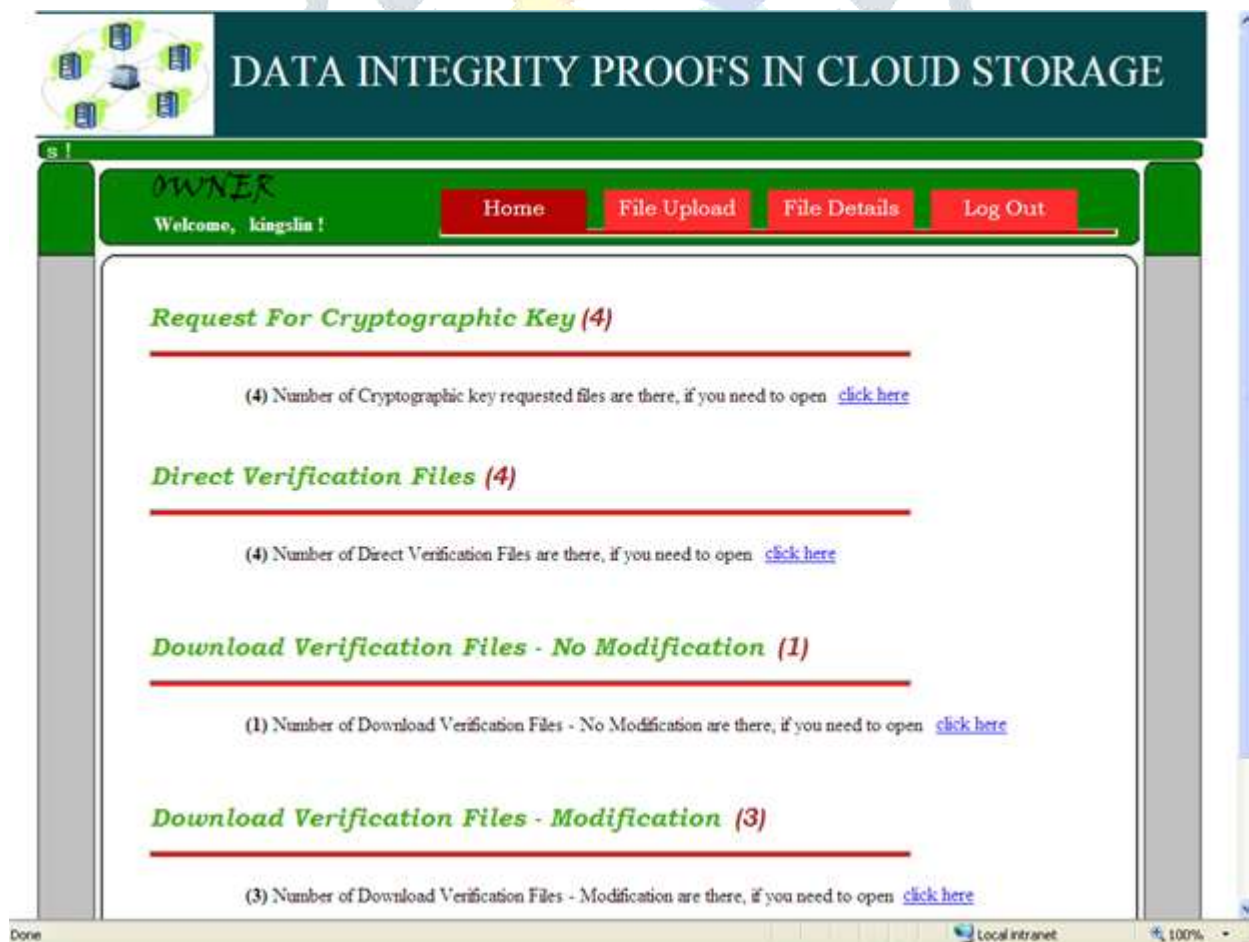 DATA INTEGRITY PROOFS IN CLOUD STORAGE
s !
OWNER
Welcome, kingslin !
Home File Upload File Details Log Out
Request For Cryptographic Key (4)
(4) Number of Cryptographic key requested files are there, if you need to open click here
Direct Verification Files (4)
(4) Number of Direct Verification Files are there, if you need to open click here
Download Verification Files - No Modification (1)
(1) Number of Download Verification Files - No Modification are there, if you need to open click here
Download Verification Files - Modification (3)
(3) Number of Download Verification Files - Modification are there, if you need to open click here
Done Local intranet 100%